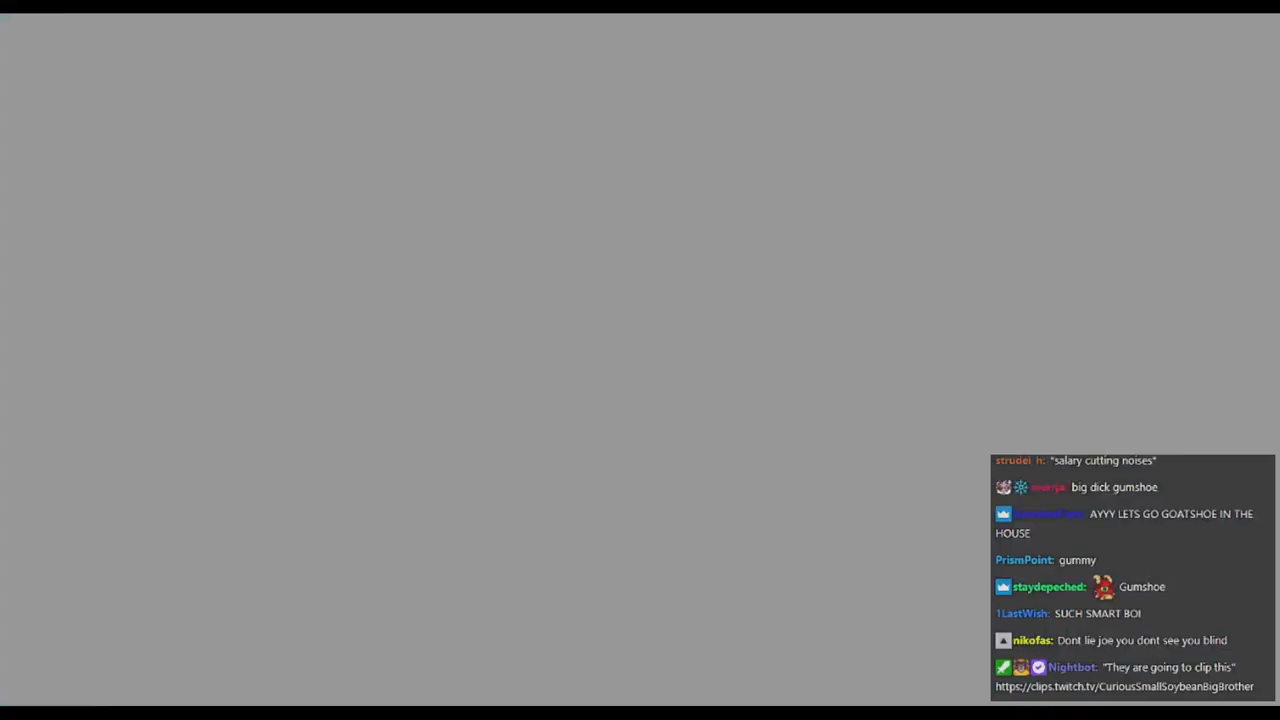 strudei h: "salary cutting noises"
big dick gumshoe
AYYY LETS GO GOATSHOE IN THE
HOUSE
PrismPoint: gummy
staydepeched: Gumshoe
1LastWish: SUCH SMART BOI
nikofas: Dont lie joe you dont see you blind
Nightbot: "They are going to clip this"
https://clips.twitch.tv/CuriousSmallSoybeanBigBrother